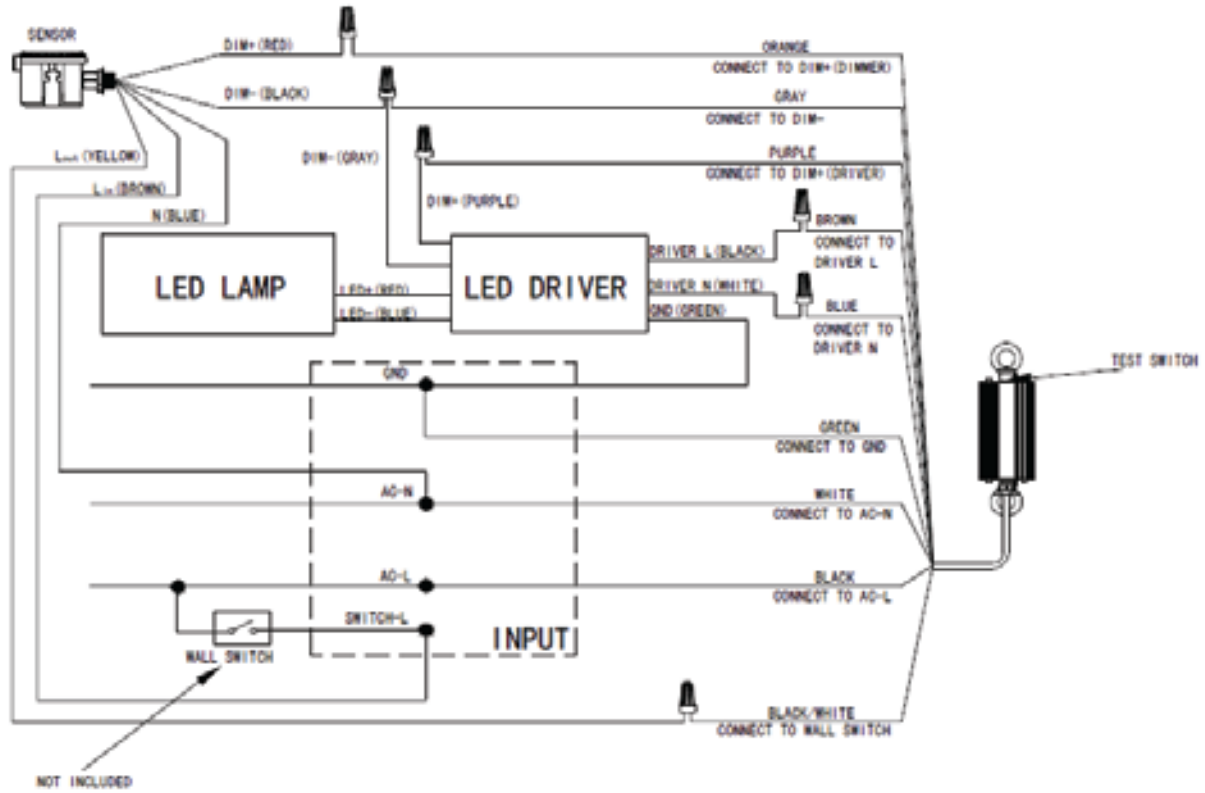 SENSOR
DIM+(RED)
ORANGE
CONNECT TO DIM+(DIMMER)
DIM-(BLACK)
GRAY
CONNECT TO DIM-
Lout(YELLOW)
DIM-(GRAY)
PURPLE
CONNECT TO DIM+(DRIVER)
Lin(BROWN)
DIM+(PURPLE)
N(BLUE)
BROWN
CONNECT TO
DRIVER L
DRIVER L(BLACK)
LED LAMP
LED DRIVER
LED+(RED)
DRIVER N(WHITE)
LED-(BLUE)
GND(GREEN)
BLUE
CONNECT TO
DRIVER N
TEST SWITCH
GND
GREEN
CONNECT TO GND
AC-N
WHITE
CONNECT TO AC-N
AC-L
BLACK
CONNECT TO AC-L
SWITCH-L
INPUT
WALL SWITCH
BLACK/WHITE
CONNECT TO WALL SWITCH
NOT INCLUDED